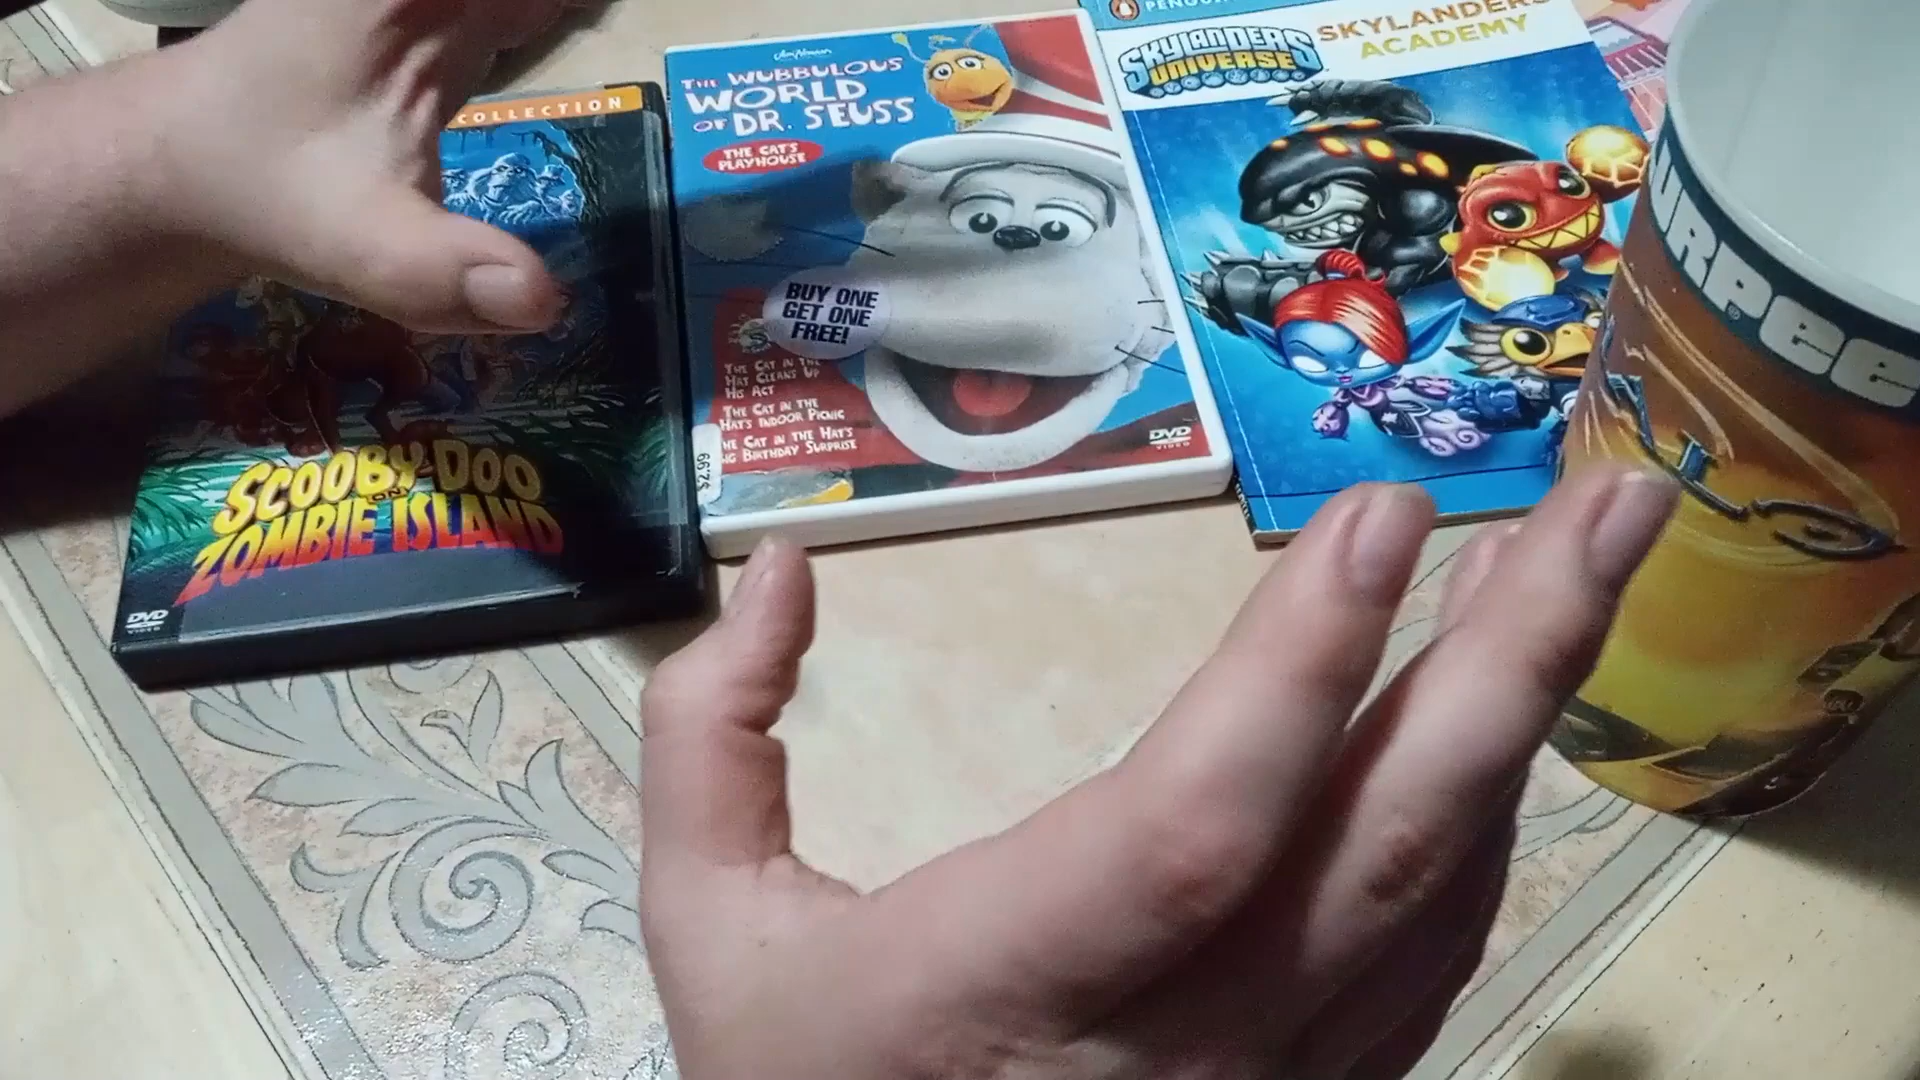 COLLECTION
SCOOBY-DOO
ON
ZOMBIE ISLAND
DVD
VIDEO
Jim Henson
THE WUBBULOUS
WORLD
OF DR. SEUSS
THE CAT'S
PLAYHOUSE
BUY ONE
GET ONE
FREE!
THE CAT IN THE
HAT CLEANS UP
HIS ACT
THE CAT IN THE
HAT'S INDOOR PICNIC
THE CAT IN THE HAT'S
BIG BIRTHDAY SURPRISE
$2.99
DVD
VIDEO
SKYLANDERS
UNIVERSE
SKYLANDERS
ACADEMY
URPEE